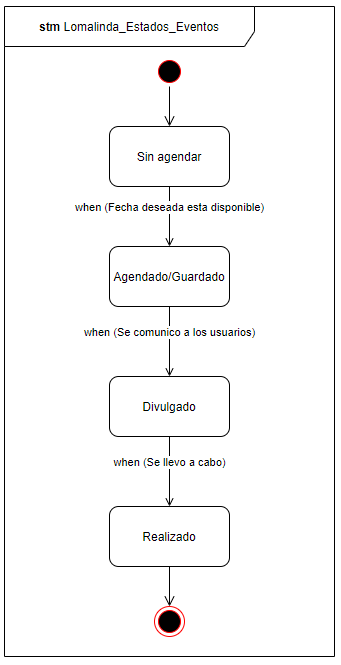 stm Lomalinda_Estados_Eventos
Sin agendar
when (Fecha deseada esta disponible)
Agendado/Guardado
when (Se comunico a los usuarios)
Divulgado
when (Se llevo a cabo)
Realizado